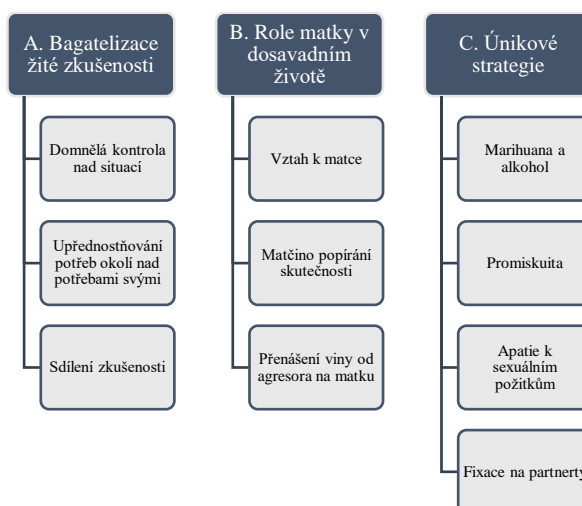 A. Bagatelizace
žité zkušenosti
Domnělá kontrola
nad situací
Upřednostňování
potřeb okolí nad
potřebami svými
Sdílení zkušenosti
B. Role matky v
dosavadním
životě
Vztah k matce
Matčino popírání
skutečnosti
Přenášení viny od
agresora na matku
C. Únikové
strategie
Marihuana a
alkohol
Promiskuita
Apatie k
sexuálním
požitkům
Fixace na partnerty